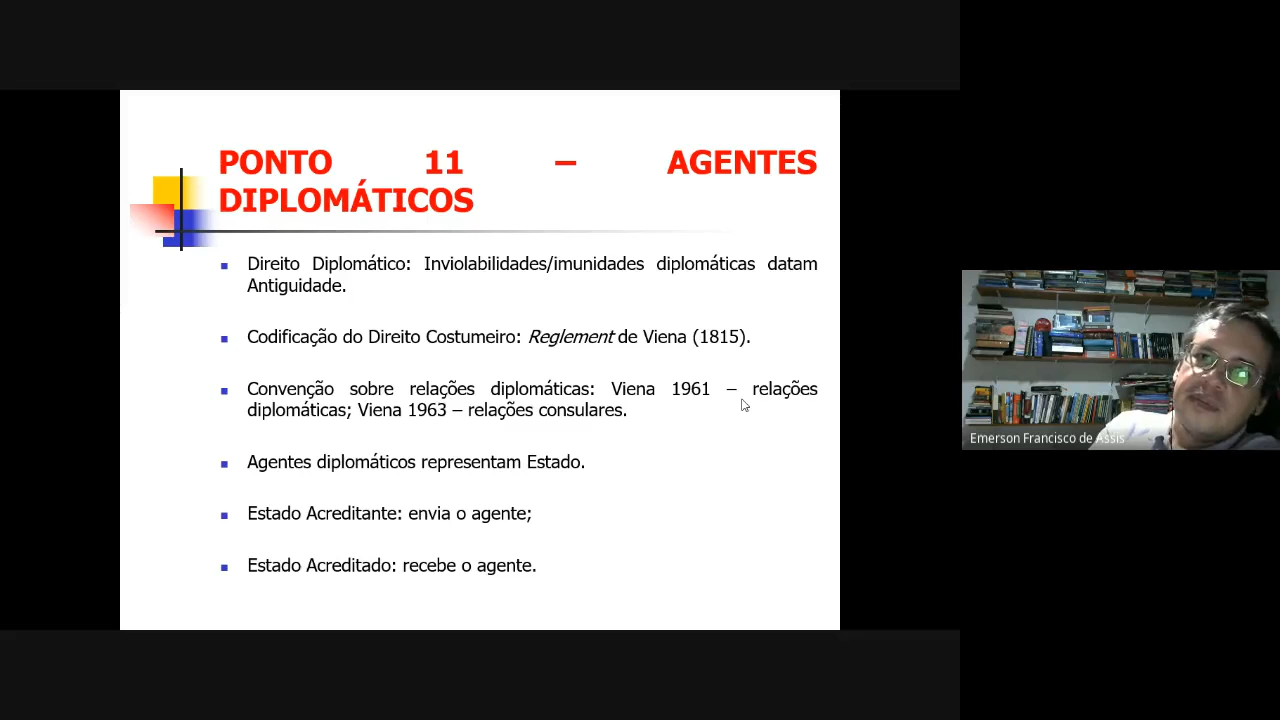 PONTO 11 – AGENTES
DIPLOMÁTICOS
Direito Diplomático: Inviolabilidades/imunidades diplomáticas datam
Antiguidade.
Codificação do Direito Costumeiro: Reglement de Viena (1815).
Convenção sobre relações diplomáticas: Viena 1961 – relações
diplomáticas; Viena 1963 – relações consulares.
Agentes diplomáticos representam Estado.
Estado Acreditante: envia o agente;
Estado Acreditado: recebe o agente.
Emerson Francisco de Assis